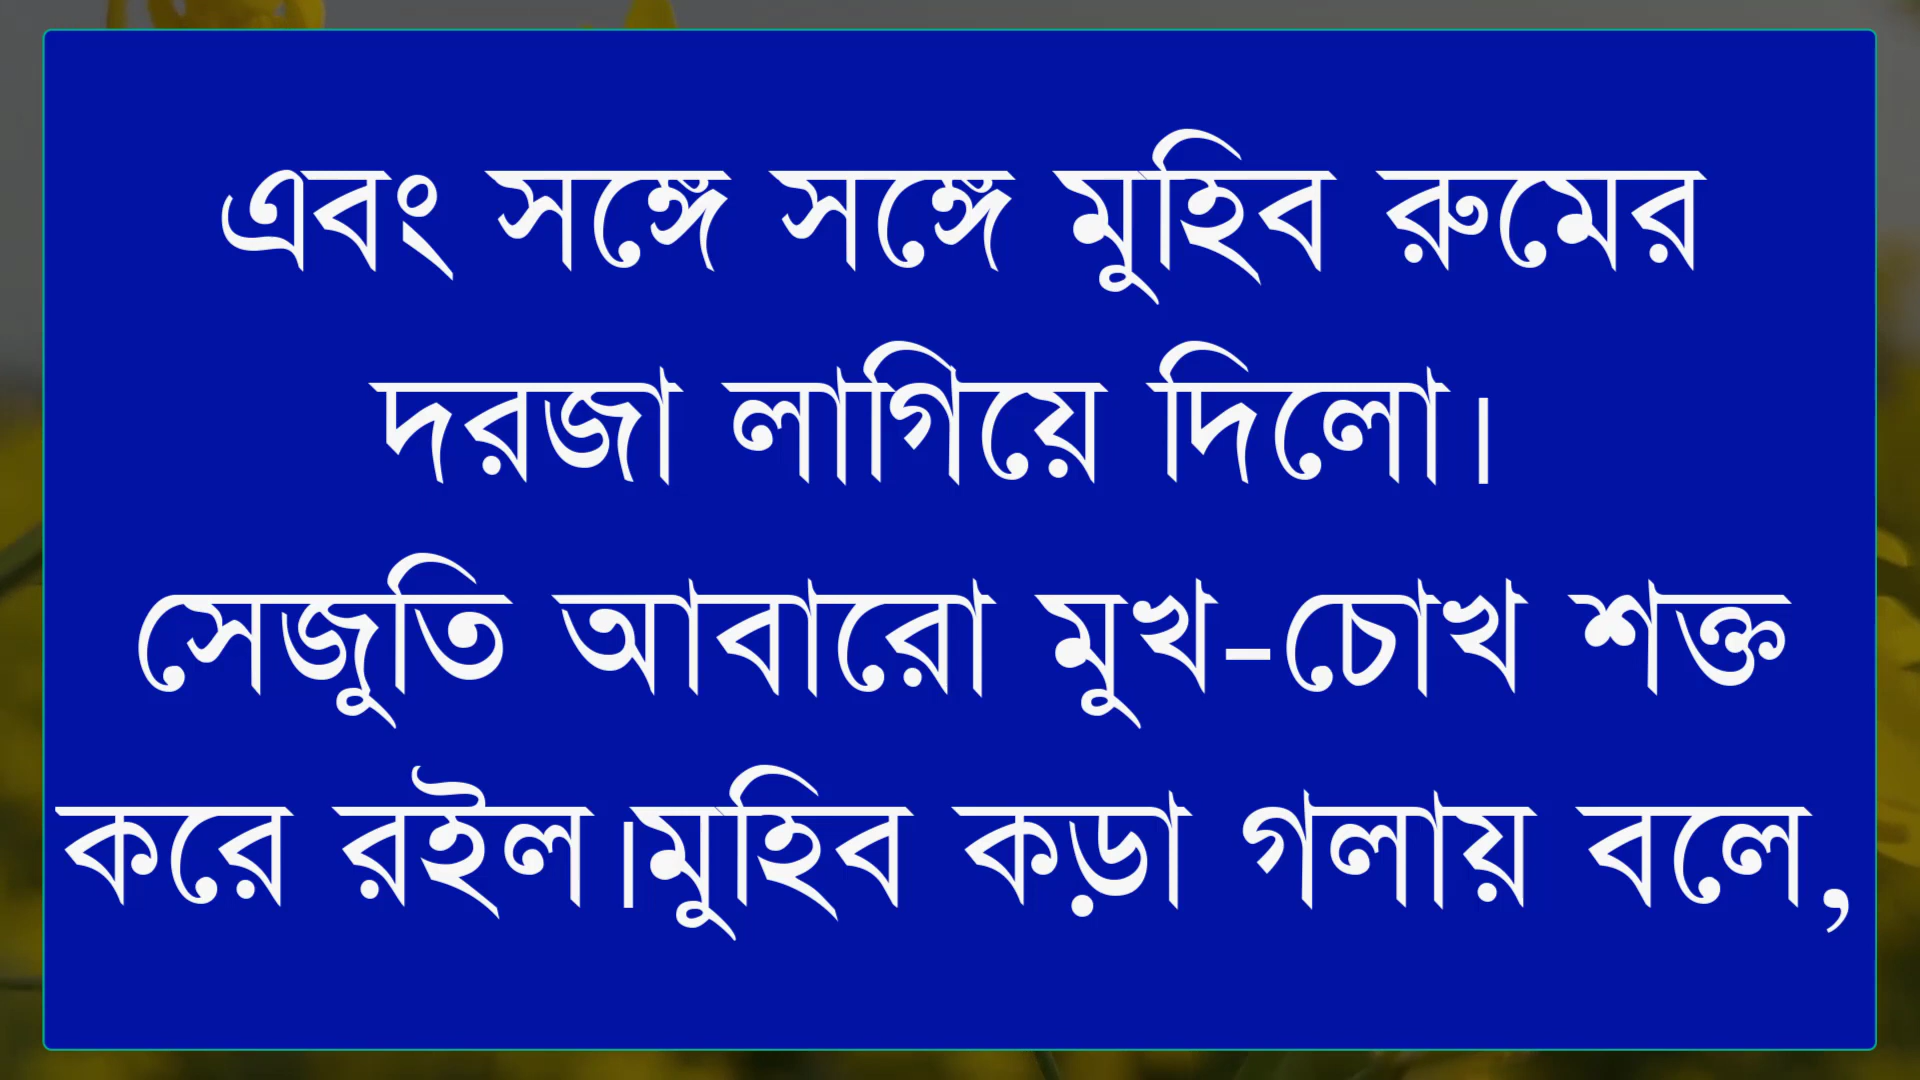 এবং সঙ্গে সঙ্গে মুহিব রুমের
দরজা লাগিয়ে দিলো।
সেজুতি আবারো মুখ-চোখ শক্ত
করে রইল।মুহিব কড়া গলায় বলে,